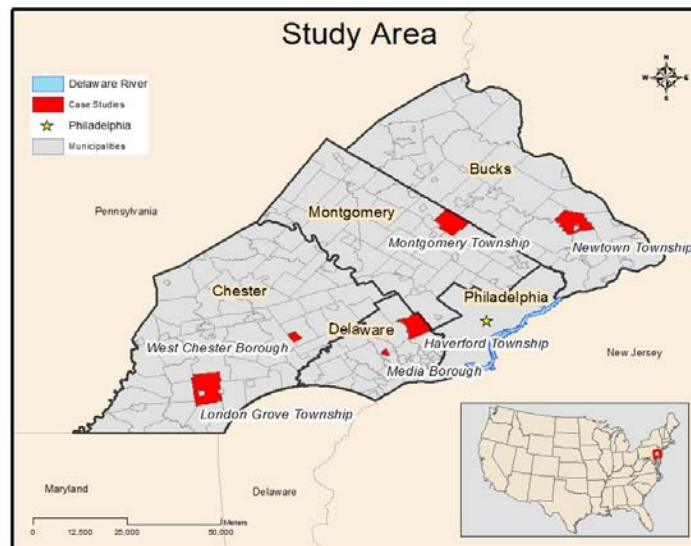 Study Area
Delaware River
Case Studies
Philadelphia
Municipalities
N
W
E
S
Bucks
Pennsylvania
Montgomery
Montgomery Township
Newtown Township
Chester
Philadelphia
Delaware
West Chester Borough
Haverford Township
New Jersey
Media Borough
London Grove Township
Maryland
Delaware
Meters
0 12,500 25,000 50,000